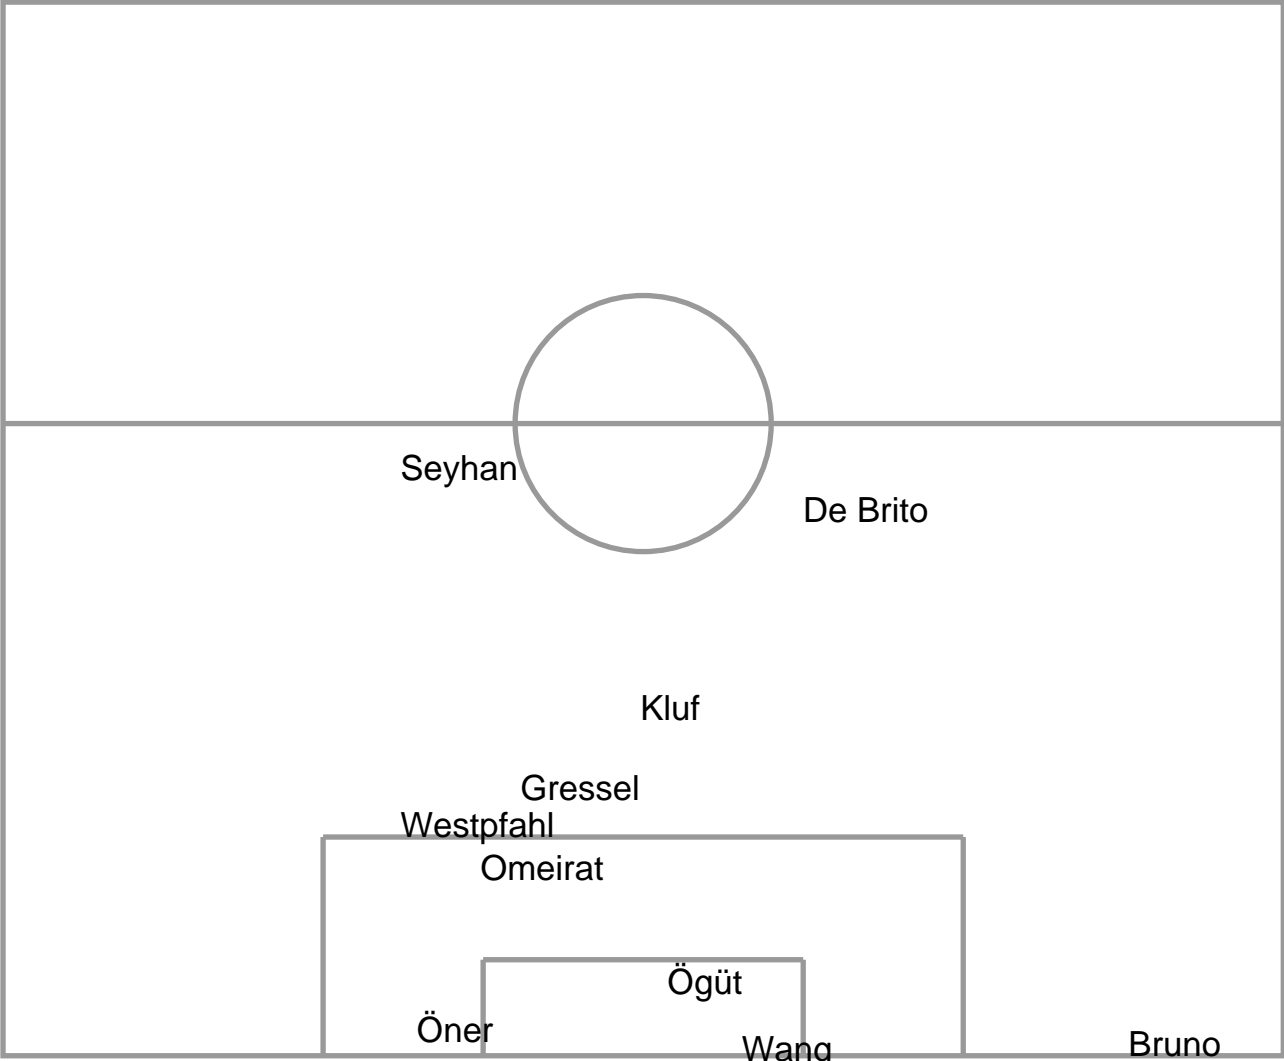 Seyhan
De Brito
Kluf
Gressel
Westpfahl
Omeirat
Ögüt
Öner
Wang
Bruno